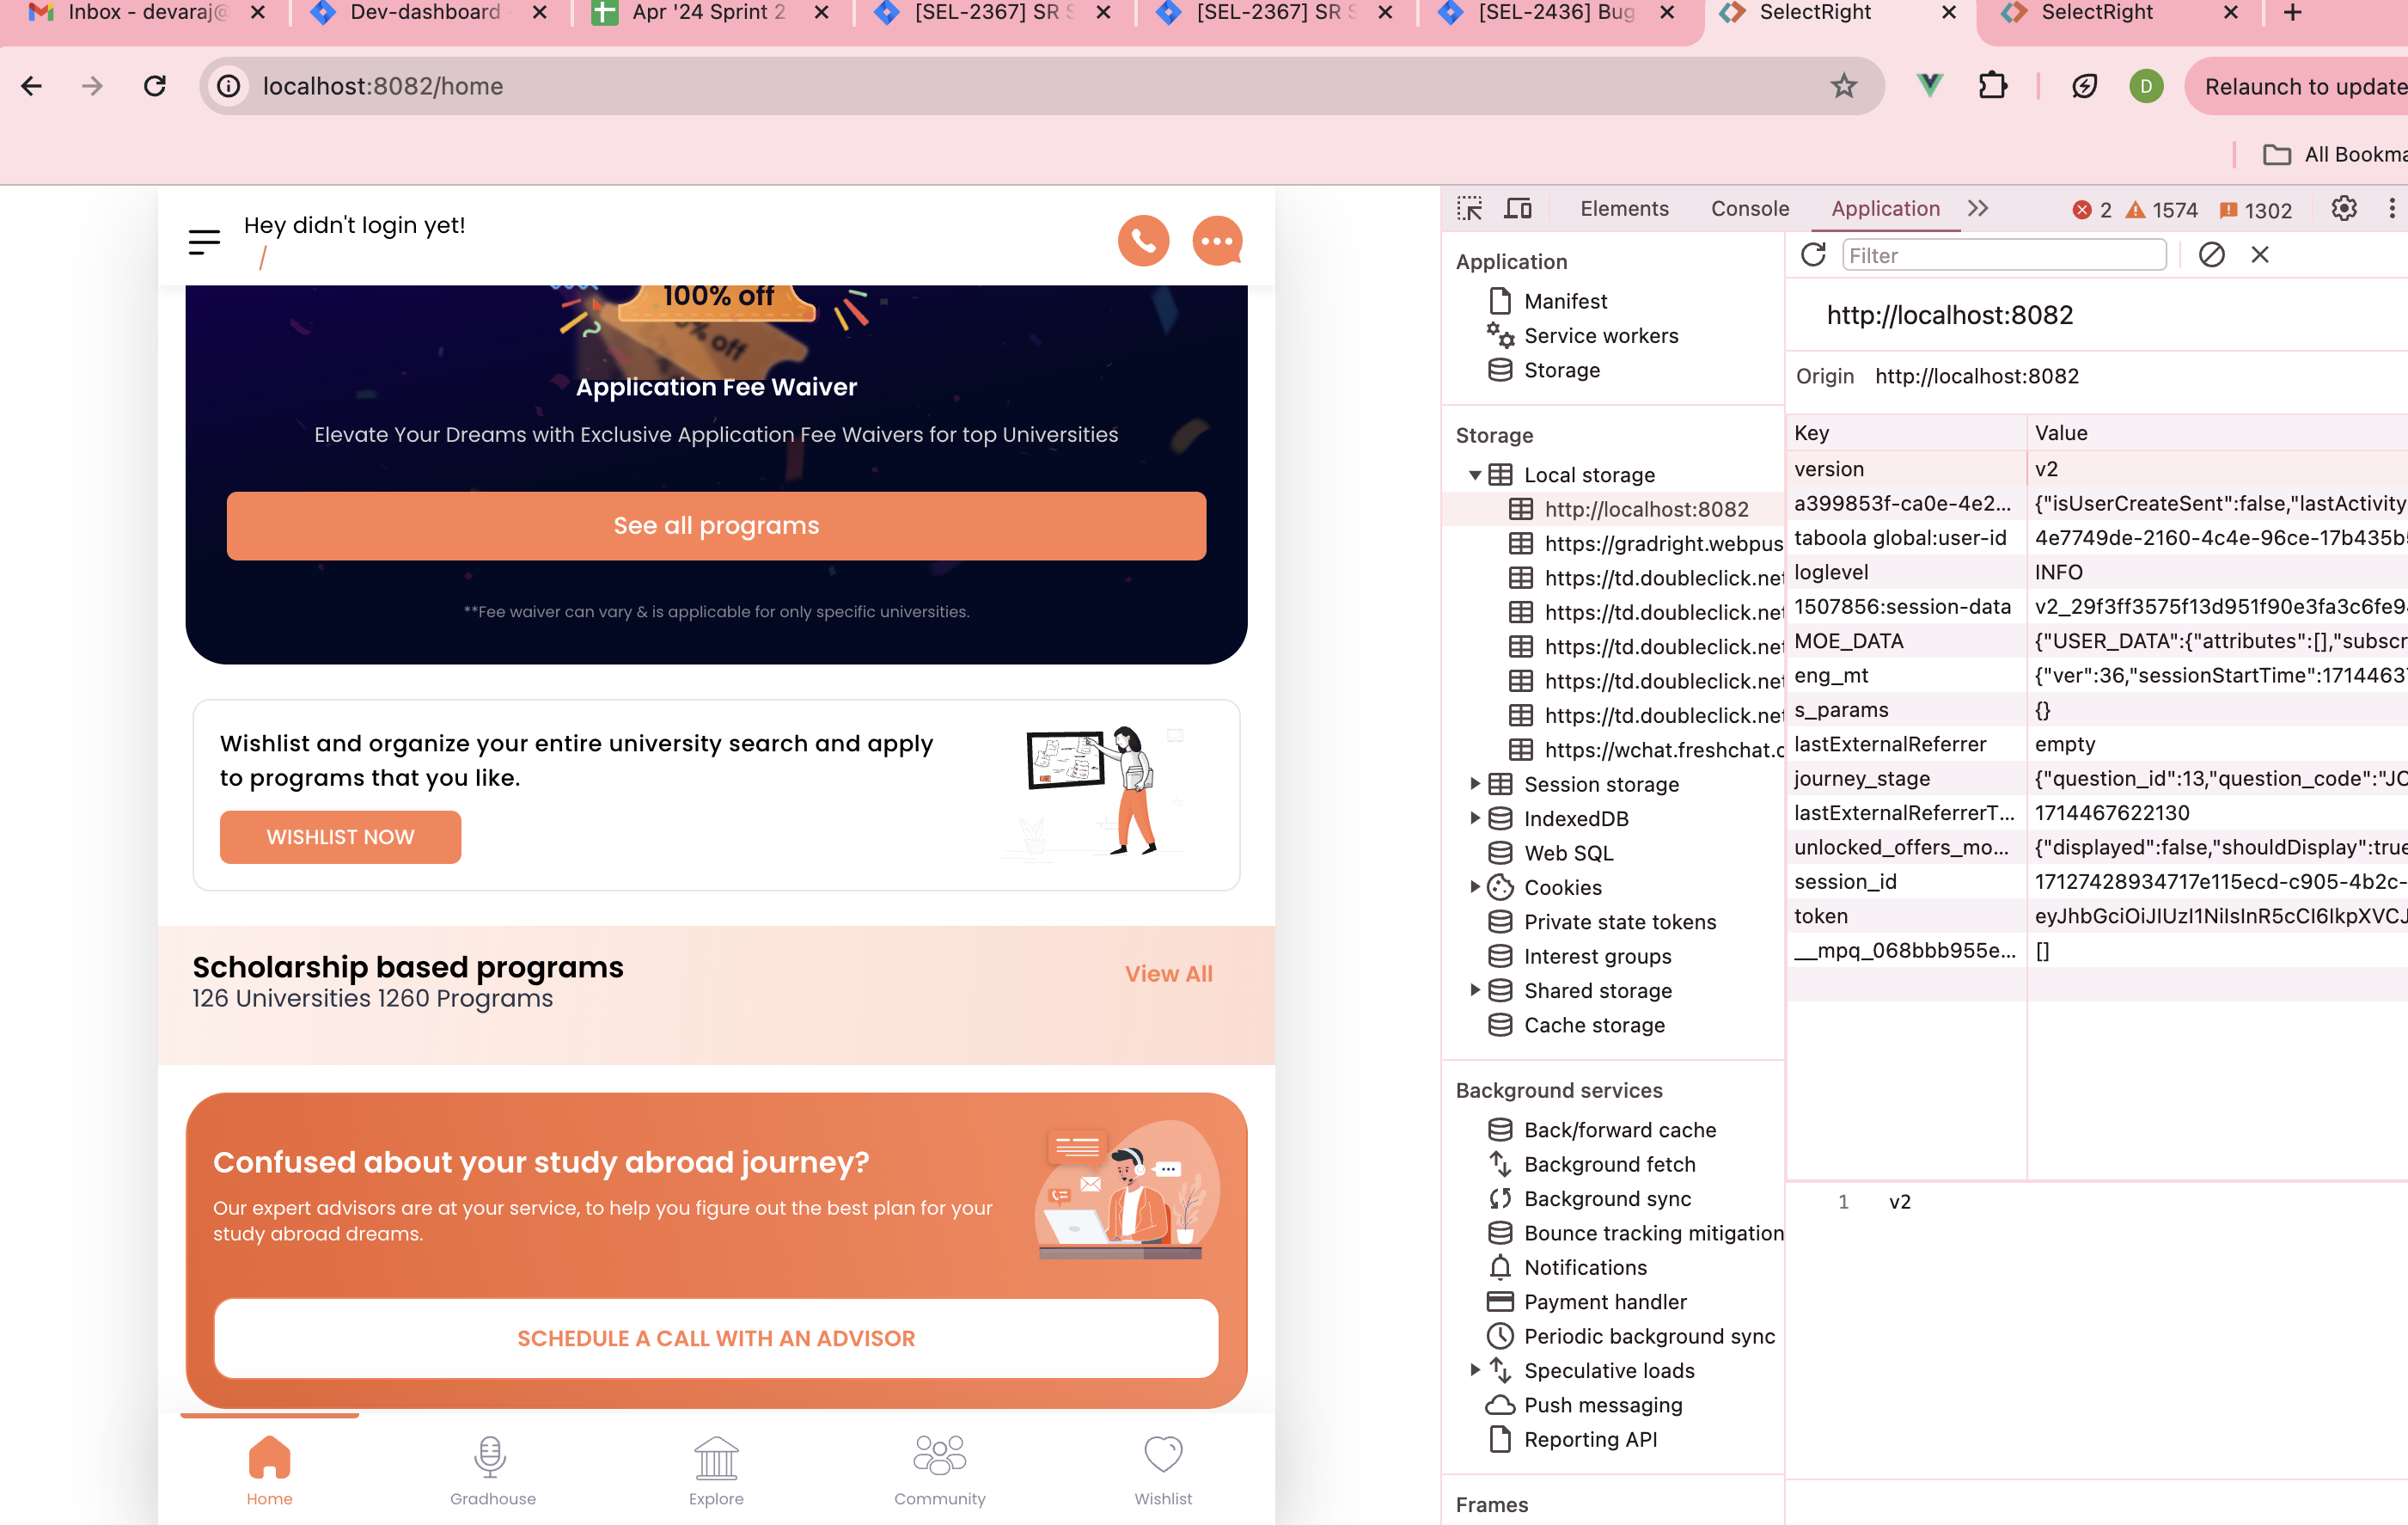 Inbox - devaraj@
Dev-dashboard
Apr '24 Sprint 2
[SEL-2367] SR S
[SEL-2367] SR S
[SEL-2436] Bug
SelectRight
SelectRight
localhost:8082/home
D
Relaunch to update
All Bookma
Hey didn't login yet!
/
100% off
% off
Application Fee Waiver
Elevate Your Dreams with Exclusive Application Fee Waivers for top Universities
See all programs
**Fee waiver can vary & is applicable for only specific universities.
Wishlist and organize your entire university search and apply
to programs that you like.
WISHLIST NOW
Scholarship based programs
View All
126 Universities 1260 Programs
Confused about your study abroad journey?
Our expert advisors are at your service, to help you figure out the best plan for your
study abroad dreams.
SCHEDULE A CALL WITH AN ADVISOR
Home
Gradhouse
Explore
Community
Wishlist
Elements
Console
Application
2
1574
1302
Application
Manifest
Service workers
Storage
Storage
Local storage
http://localhost:8082
https://gradright.webpus
https://td.doubleclick.net
https://td.doubleclick.net
https://td.doubleclick.net
https://td.doubleclick.net
https://td.doubleclick.net
https://wchat.freshchat.c
Session storage
IndexedDB
Web SQL
Cookies
Private state tokens
Interest groups
Shared storage
Cache storage
Background services
Back/forward cache
Background fetch
Background sync
Bounce tracking mitigation
Notifications
Payment handler
Periodic background sync
Speculative loads
Push messaging
Reporting API
Frames
Filter
http://localhost:8082
Origin http://localhost:8082
Key Value
version v2
a399853f-ca0e-4e2... {"isUserCreateSent":false,"lastActivity
taboola global:user-id 4e7749de-2160-4c4e-96ce-17b435b5
loglevel INFO
1507856:session-data v2_29f3ff3575f13d951f90e3fa3c6fe94
MOE_DATA {"USER_DATA":{"attributes":[],"subscr
eng_mt {"ver":36,"sessionStartTime":17144637
s_params {}
lastExternalReferrer empty
journey_stage {"question_id":13,"question_code":"JO
lastExternalReferrerT... 1714467622130
unlocked_offers_mo... {"displayed":false,"shouldDisplay":true
session_id 17127428934717e115ecd-c905-4b2c-
token eyJhbGciOiJIUzI1NiIsInR5cCI6IkpXVCJ
__mpq_068bbb955e... []
1 v2